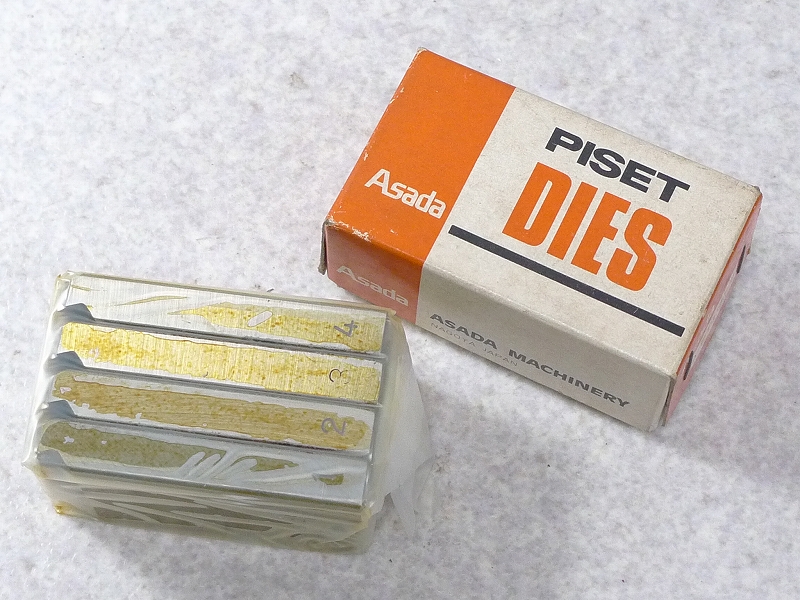 PISET
DIES
Asada
Asada
ASADA MACHINERY
NAGOYA JAPAN
4
3
2